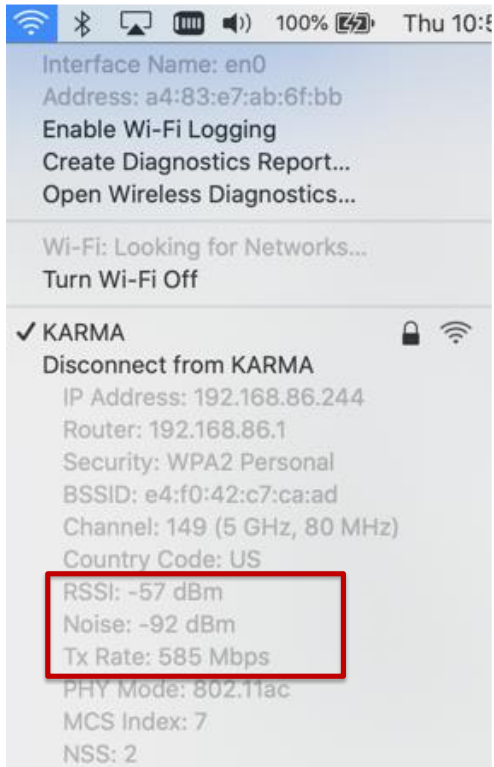 100% Thu 10:5
Interface Name: en0
Address: a4:83:e7:ab:6f:bb
Enable Wi-Fi Logging
Create Diagnostics Report...
Open Wireless Diagnostics...
Wi-Fi: Looking for Networks...
Turn Wi-Fi Off
✓ KARMA
Disconnect from KARMA
IP Address: 192.168.86.244
Router: 192.168.86.1
Security: WPA2 Personal
BSSID: e4:f0:42:c7:ca:ad
Channel: 149 (5 GHz, 80 MHz)
Country Code: US
RSSI: -57 dBm
Noise: -92 dBm
Tx Rate: 585 Mbps
PHY Mode: 802.11ac
MCS Index: 7
NSS: 2